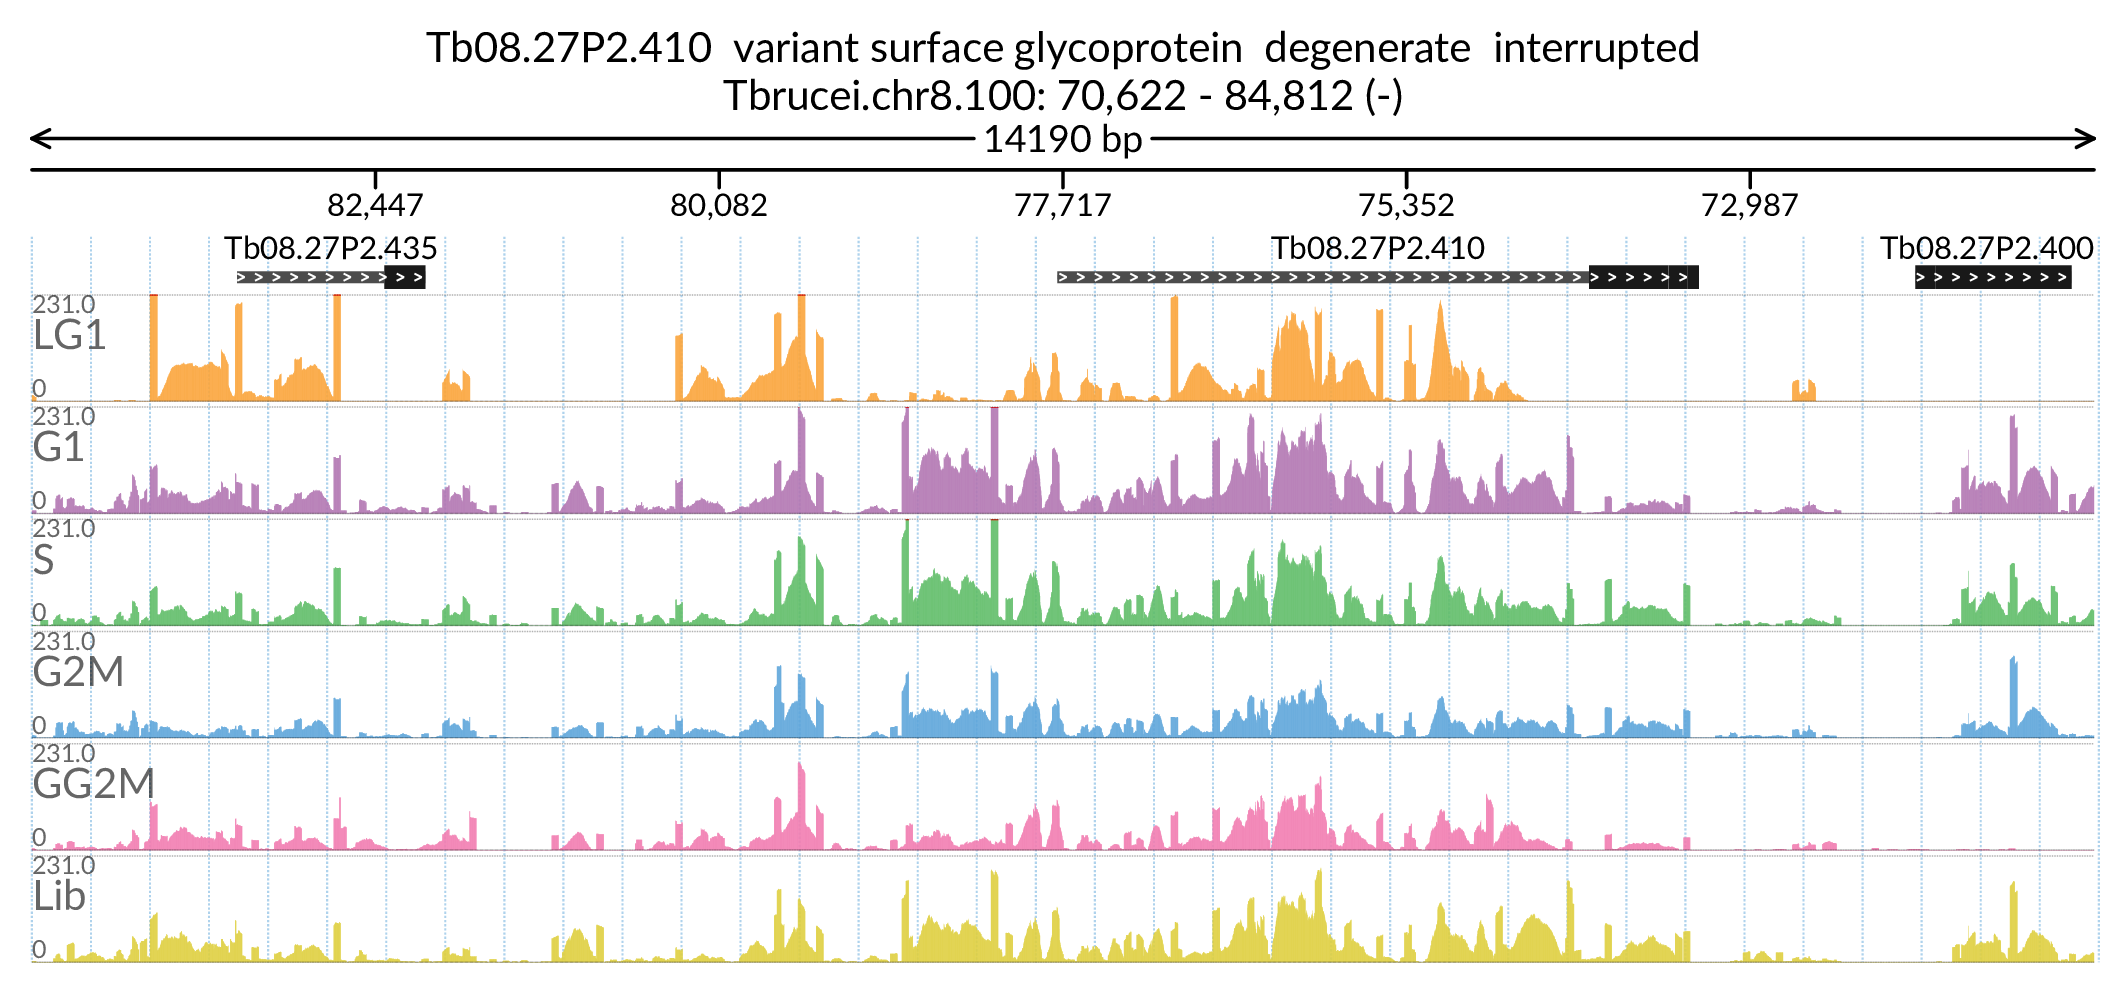 Tb08.27P2.410 variant surface glycoprotein degenerate interrupted
Tbrucei.chr8.100: 70,622 - 84,812 (-)
14190 bp
82,447 80,082 77,717 75,352 72,987
Tb08.27P2.435 Tb08.27P2.410 Tb08.27P2.400
231.0
LG1
0
231.0
G1
0
231.0
S
0
231.0
G2M
0
231.0
GG2M
0
231.0
Lib
0